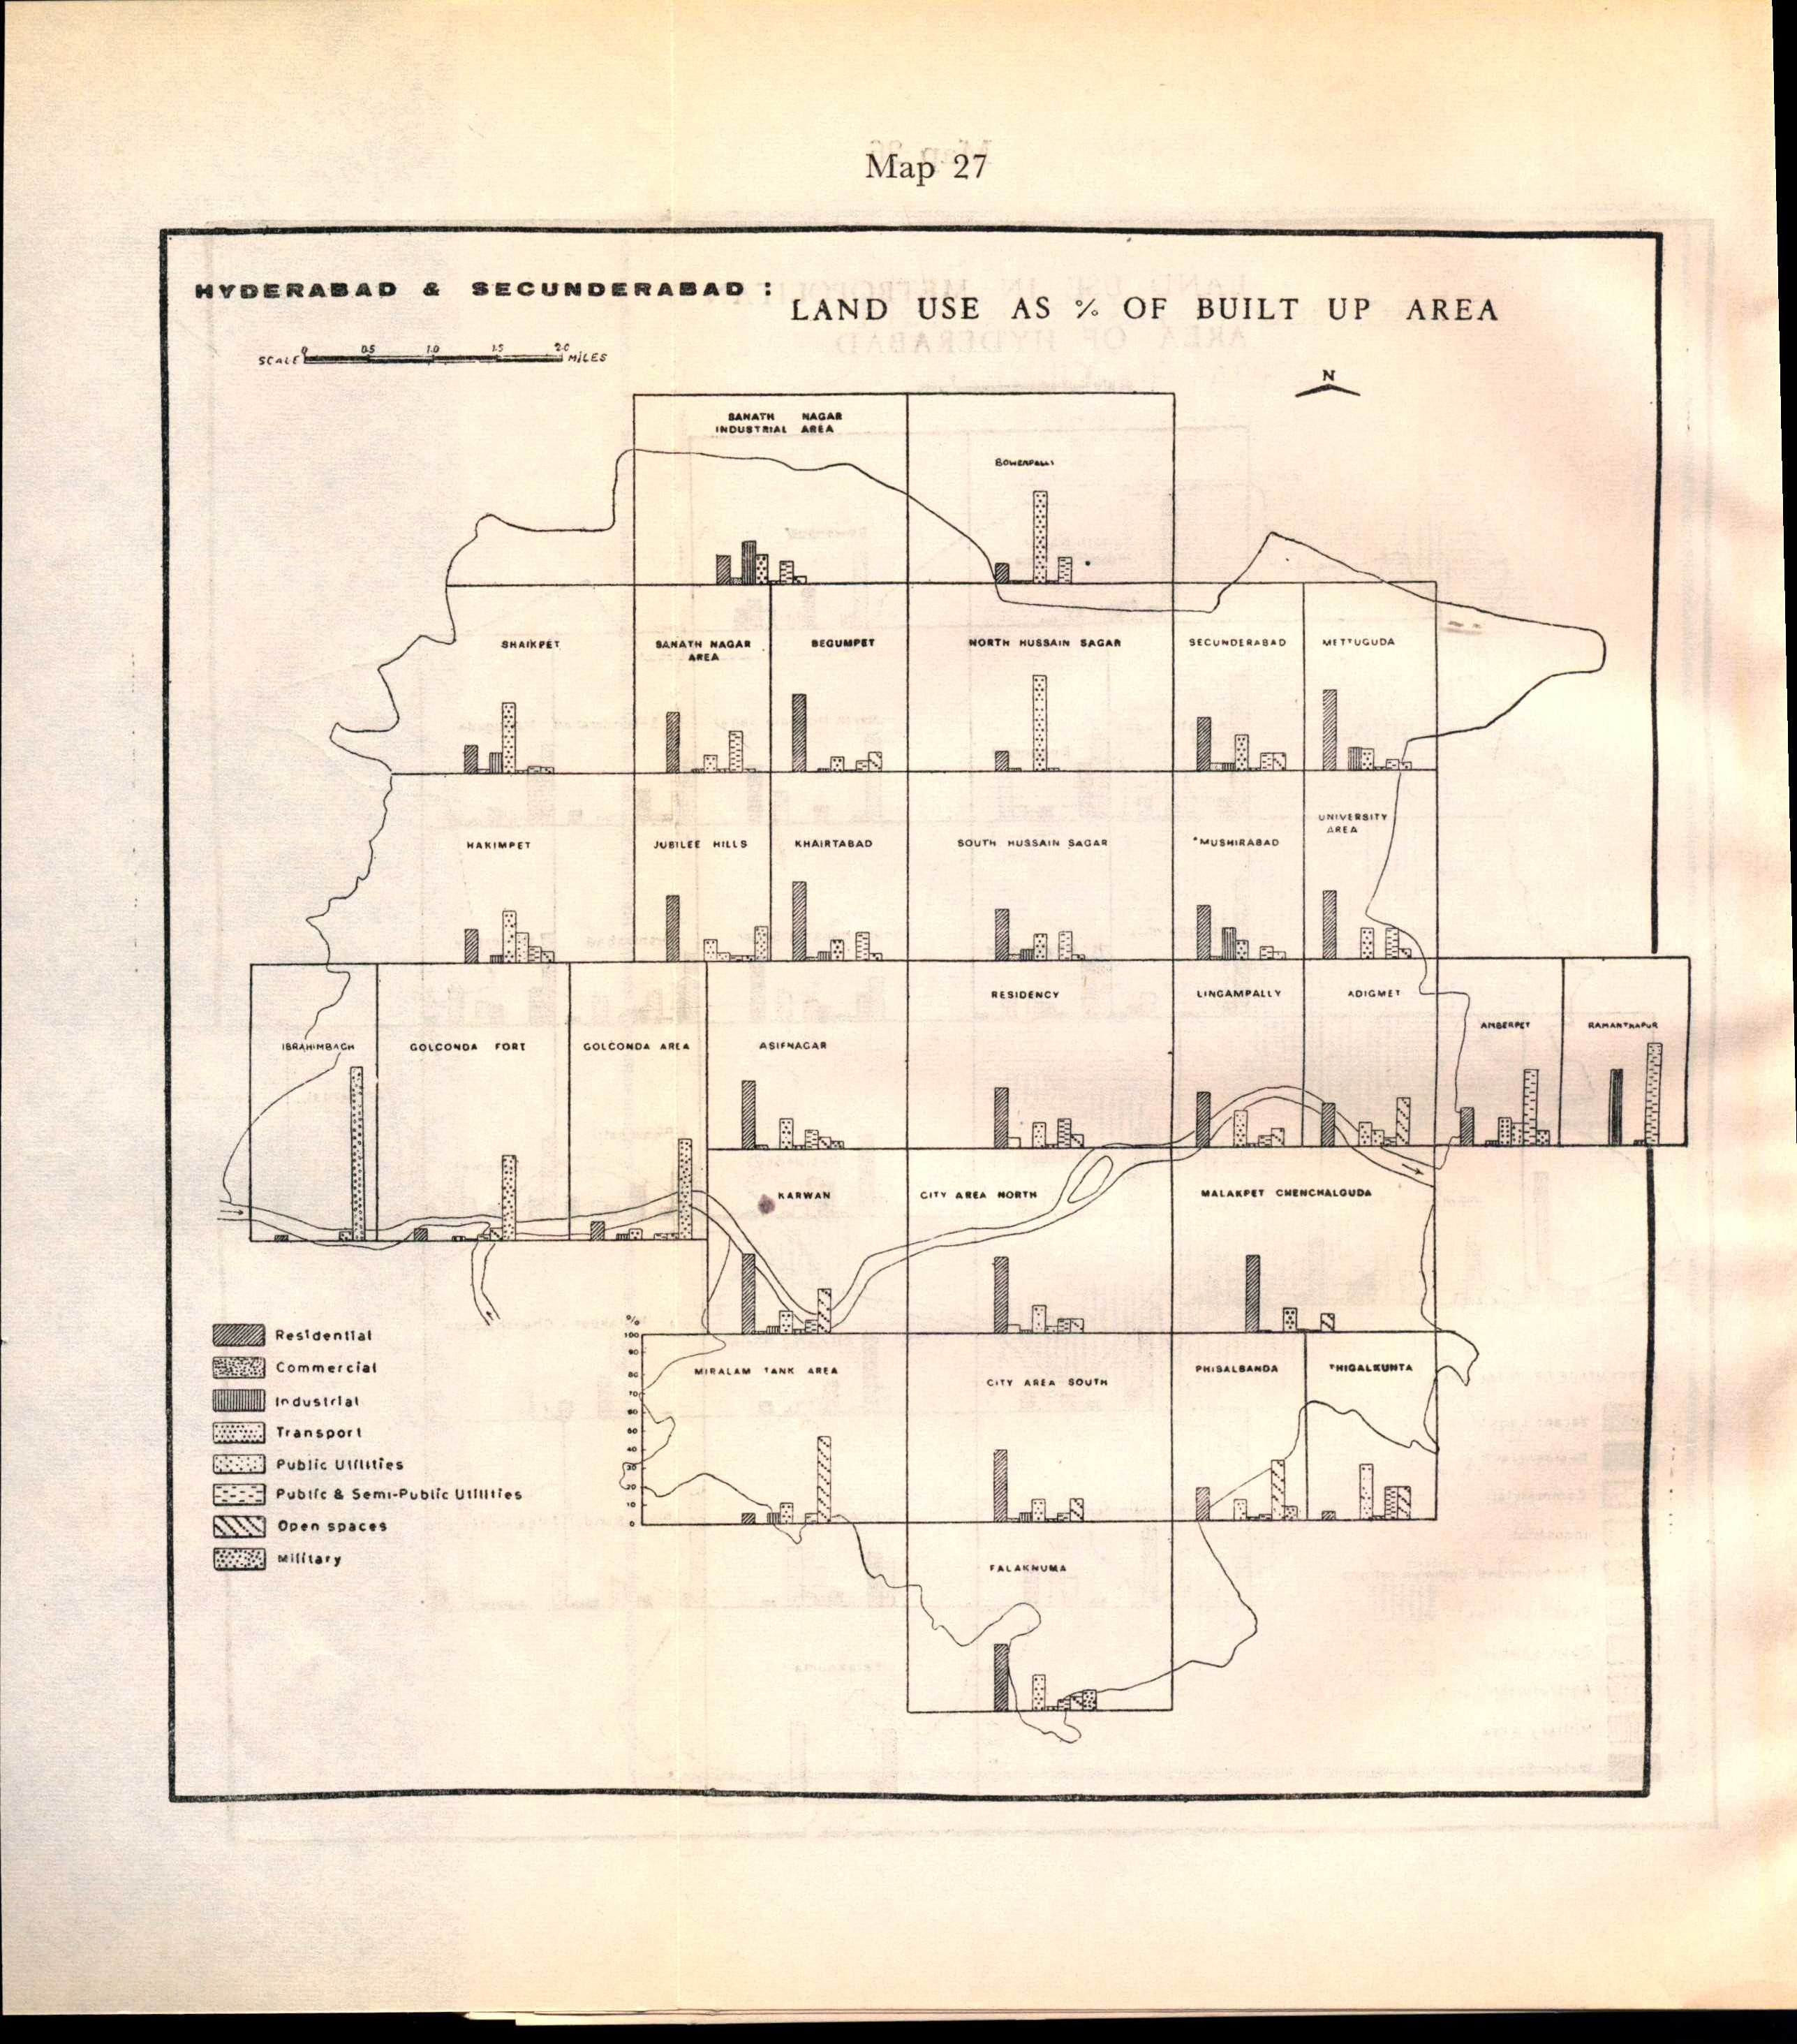 Map 27
HYDERABAD & SECUNDERABAD :
LAND USE AS % OF BUILT UP AREA
SCALE 0 0.5 1.0 1.5 2.0 MILES
N
SANATH NAGAR
INDUSTRIAL AREA
BOWENPALLI
SHAIKPET
SANATH NAGAR
AREA
BEGUMPET
NORTH HUSSAIN SAGAR
SECUNDERABAD
METTUGUDA
HAKIMPET
JUBILEE HILLS
KHAIRTABAD
SOUTH HUSSAIN SAGAR
MUSHIRABAD
UNIVERSITY
AREA
IBRAHIMBAGH
GOLCONDA FORT
GOLCONDA AREA
ASIFNAGAR
RESIDENCY
LINGAMPALLY
ADIGMET
AMBERPET
RAMANTHAPUR
KARWAN
CITY AREA NORTH
MALAKPET CHENCHALGUDA
MIRALAM TANK AREA
CITY AREA SOUTH
PHISALBANDA
THIGALKUNTA
FALAKNUMA
%
100
90
80
70
60
50
40
30
20
10
0
Residential
Commercial
Industrial
Transport
Public Utilities
Public & Semi-Public Utilities
Open spaces
Military